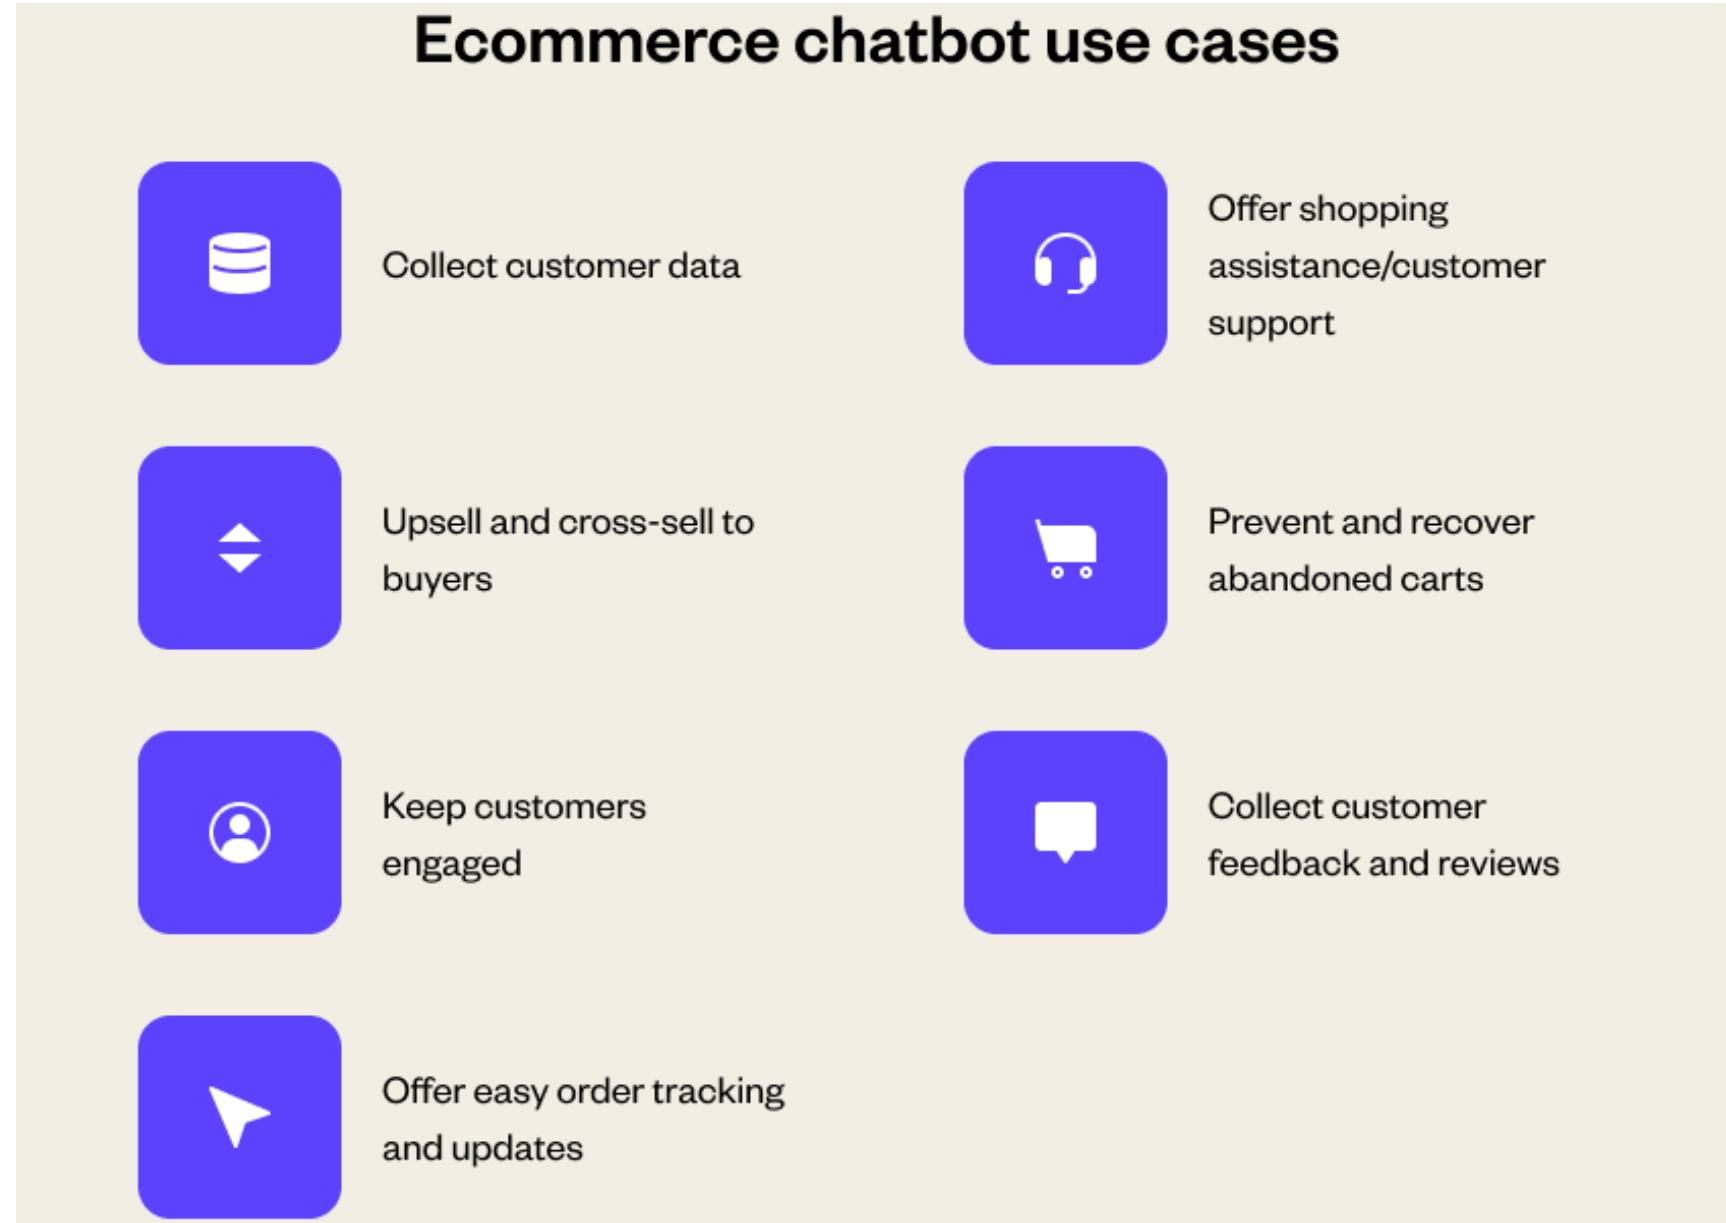 Ecommerce chatbot use cases
Collect customer data
Offer shopping
assistance/customer
support
Upsell and cross-sell to
buyers
Prevent and recover
abandoned carts
Keep customers
engaged
Collect customer
feedback and reviews
Offer easy order tracking
and updates